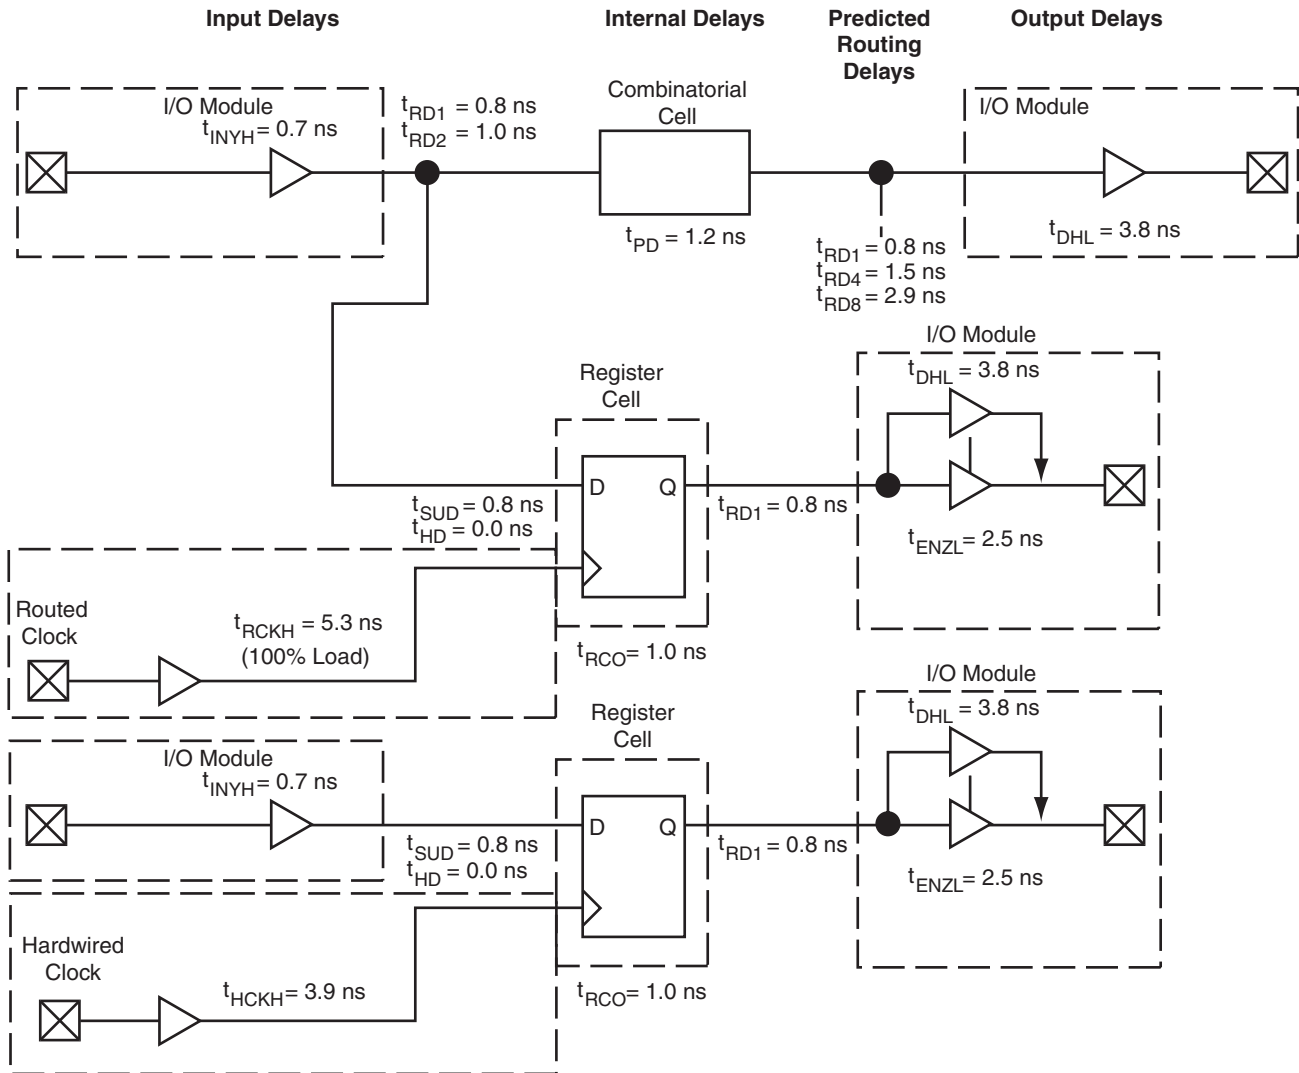 Input Delays
Internal Delays
Predicted
Routing
Delays
Output Delays
I/O Module
tINYH = 0.7 ns
tRD1 = 0.8 ns
tRD2 = 1.0 ns
Combinatorial
Cell
tPD = 1.2 ns
I/O Module
tDHL = 3.8 ns
tRD1 = 0.8 ns
tRD4 = 1.5 ns
tRD8 = 2.9 ns
I/O Module
tDHL = 3.8 ns
Register
Cell
D Q
tSUD = 0.8 ns
tHD = 0.0 ns
tRD1 = 0.8 ns
tENZL = 2.5 ns
Routed
Clock
tRCKH = 5.3 ns
(100% Load)
tRCO = 1.0 ns
I/O Module
tDHL = 3.8 ns
Register
Cell
I/O Module
tINYH = 0.7 ns
D Q
tSUD = 0.8 ns
tHD = 0.0 ns
tRD1 = 0.8 ns
tENZL = 2.5 ns
Hardwired
Clock
tHCKH = 3.9 ns
tRCO = 1.0 ns